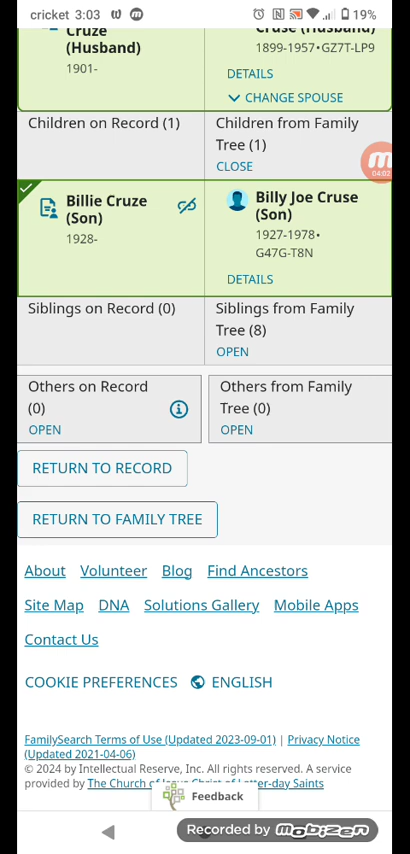 cricket 3:03 19%
Cruze
(Husband)
1901-
Cruse (Husband)
1899-1957•GZ7T-LP9
DETAILS
CHANGE SPOUSE
Children on Record (1)
Children from Family
Tree (1)
CLOSE
04:02
Billie Cruze
(Son)
1928-
Billy Joe Cruse
(Son)
1927-1978•
G47G-T8N
DETAILS
Siblings on Record (0)
Siblings from Family
Tree (8)
OPEN
Others on Record
(0)
OPEN
Others from Family
Tree (0)
OPEN
RETURN TO RECORD
RETURN TO FAMILY TREE
About Volunteer Blog Find Ancestors
Site Map DNA Solutions Gallery Mobile Apps
Contact Us
COOKIE PREFERENCES ENGLISH
FamilySearch Terms of Use (Updated 2023-09-01) | Privacy Notice
(Updated 2021-04-06)
© 2024 by Intellectual Reserve, Inc. All rights reserved. A service
provided by The Church of Jesus Christ of Latter-day Saints
Feedback
Recorded by mobizen